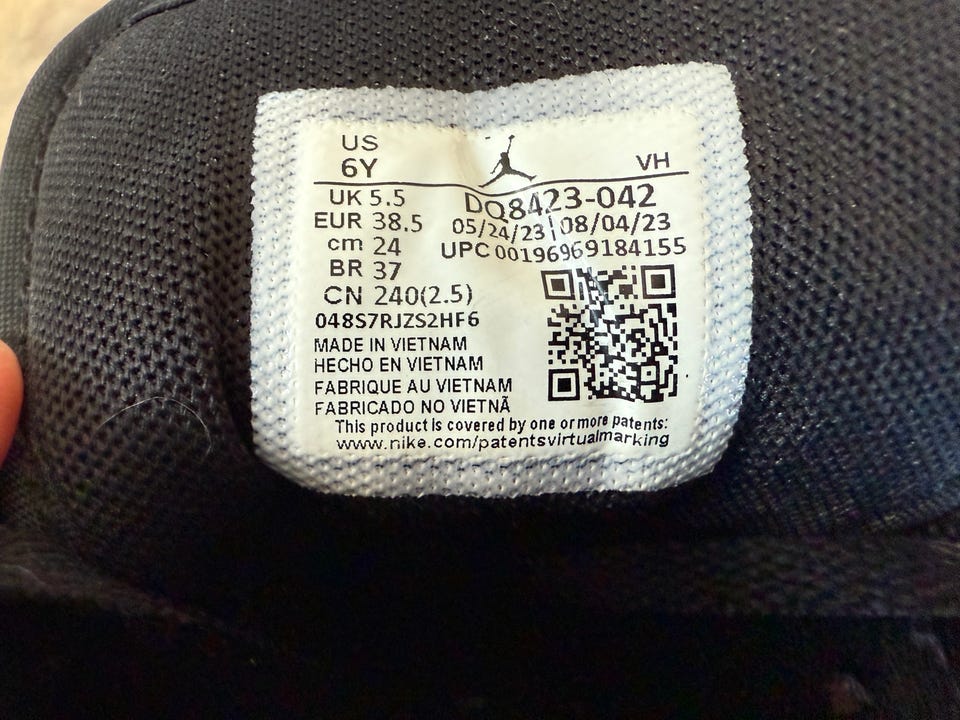 US
6Y
VH
UK 5.5
EUR 38.5
cm 24
BR 37
CN 240(2.5)
DQ8423-042
05/24/23 08/04/23
UPC 00196969184155
048S7RJZS2HF6
MADE IN VIETNAM
HECHO EN VIETNAM
FABRIQUE AU VIETNAM
FABRICADO NO VIETNÃ
This product is covered by one or more patents:
www.nike.com/patentsvirtualmarking